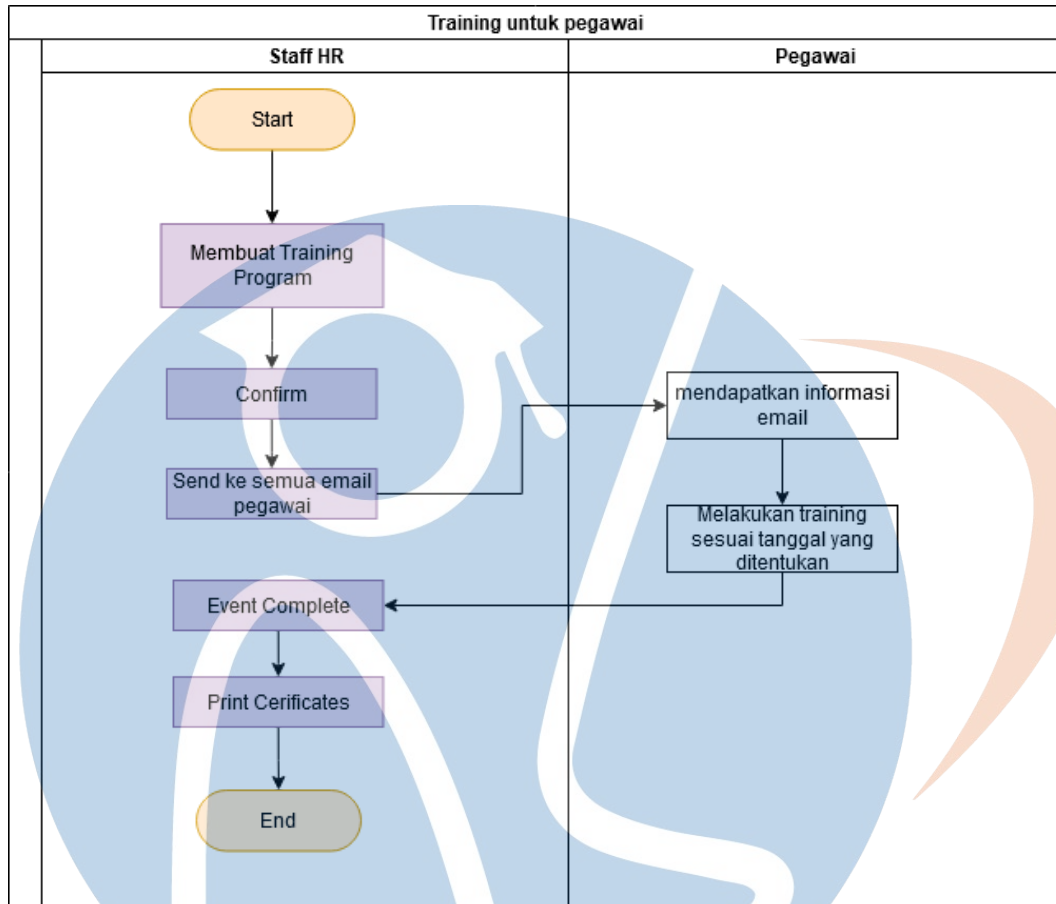 Training untuk pegawai
Staff HR
Pegawai
Start
Membuat Training
Program
Confirm
Send ke semua email
pegawai
mendapatkan informasi
email
Melakukan training
sesuai tanggal yang
ditentukan
Event Complete
Print Cerificates
End